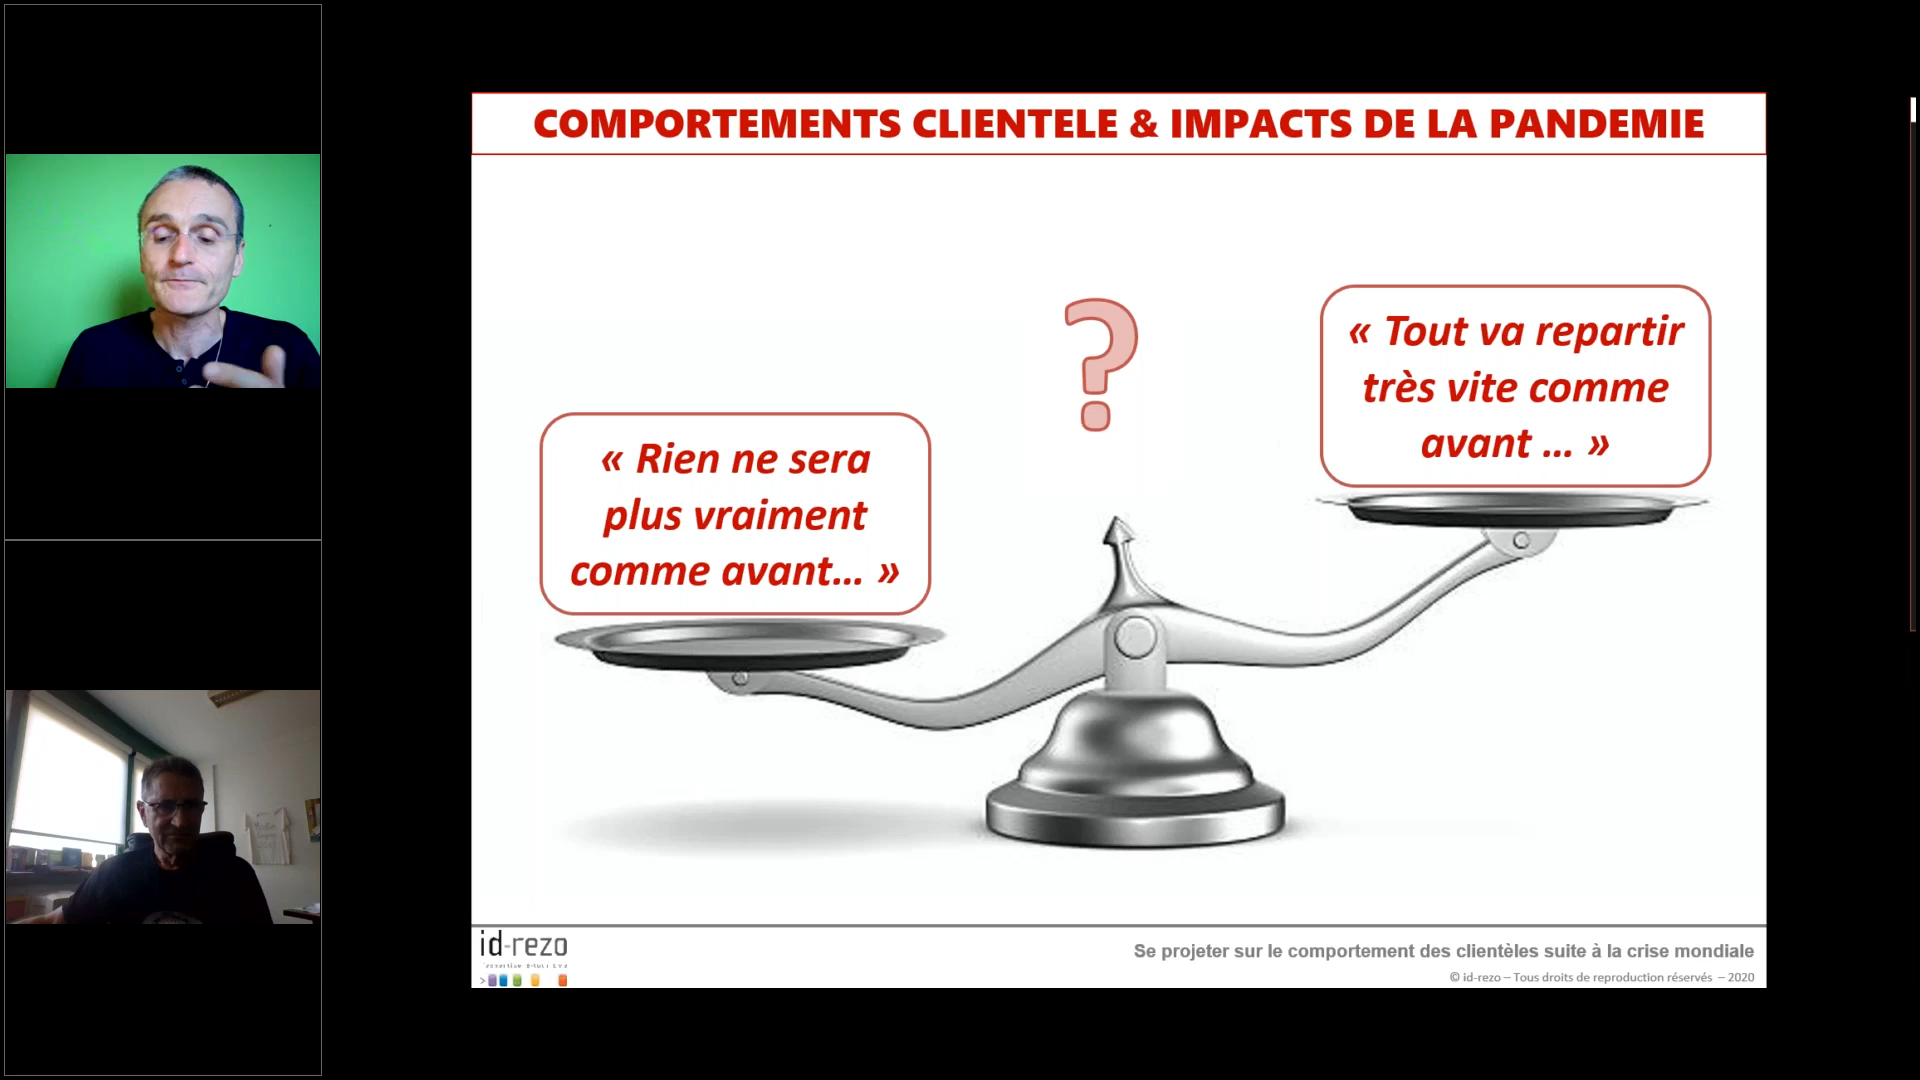 COMPORTEMENTS CLIENTELE & IMPACTS DE LA PANDEMIE
?
« Tout va repartir
très vite comme
avant ... »
« Rien ne sera
plus vraiment
comme avant... »
id-rezo
Se projeter sur le comportement des clientèles suite à la crise mondiale
© id-rezo – Tous droits de reproduction réservés – 2020